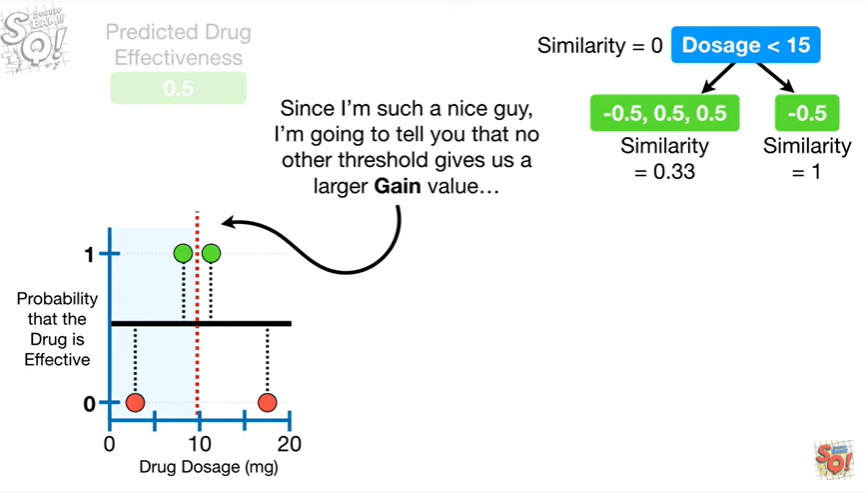 SQ!
Predicted Drug
Effectiveness
0.5
Since I'm such a nice guy,
I'm going to tell you that no
other threshold gives us a
larger Gain value…
Similarity = 0 Dosage < 15
-0.5, 0.5, 0.5
-0.5
Similarity
= 0.33
Similarity
= 1
Probability
that the
Drug is
Effective
1
0
0
10
20
Drug Dosage (mg)
SQ!